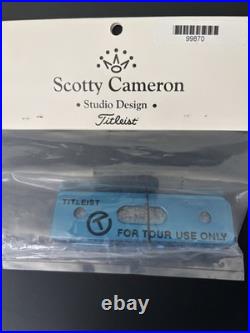 99870
Scotty Cameron
• Studio Design •
Titleist
TITLEIST
T
FOR TOUR USE ONLY